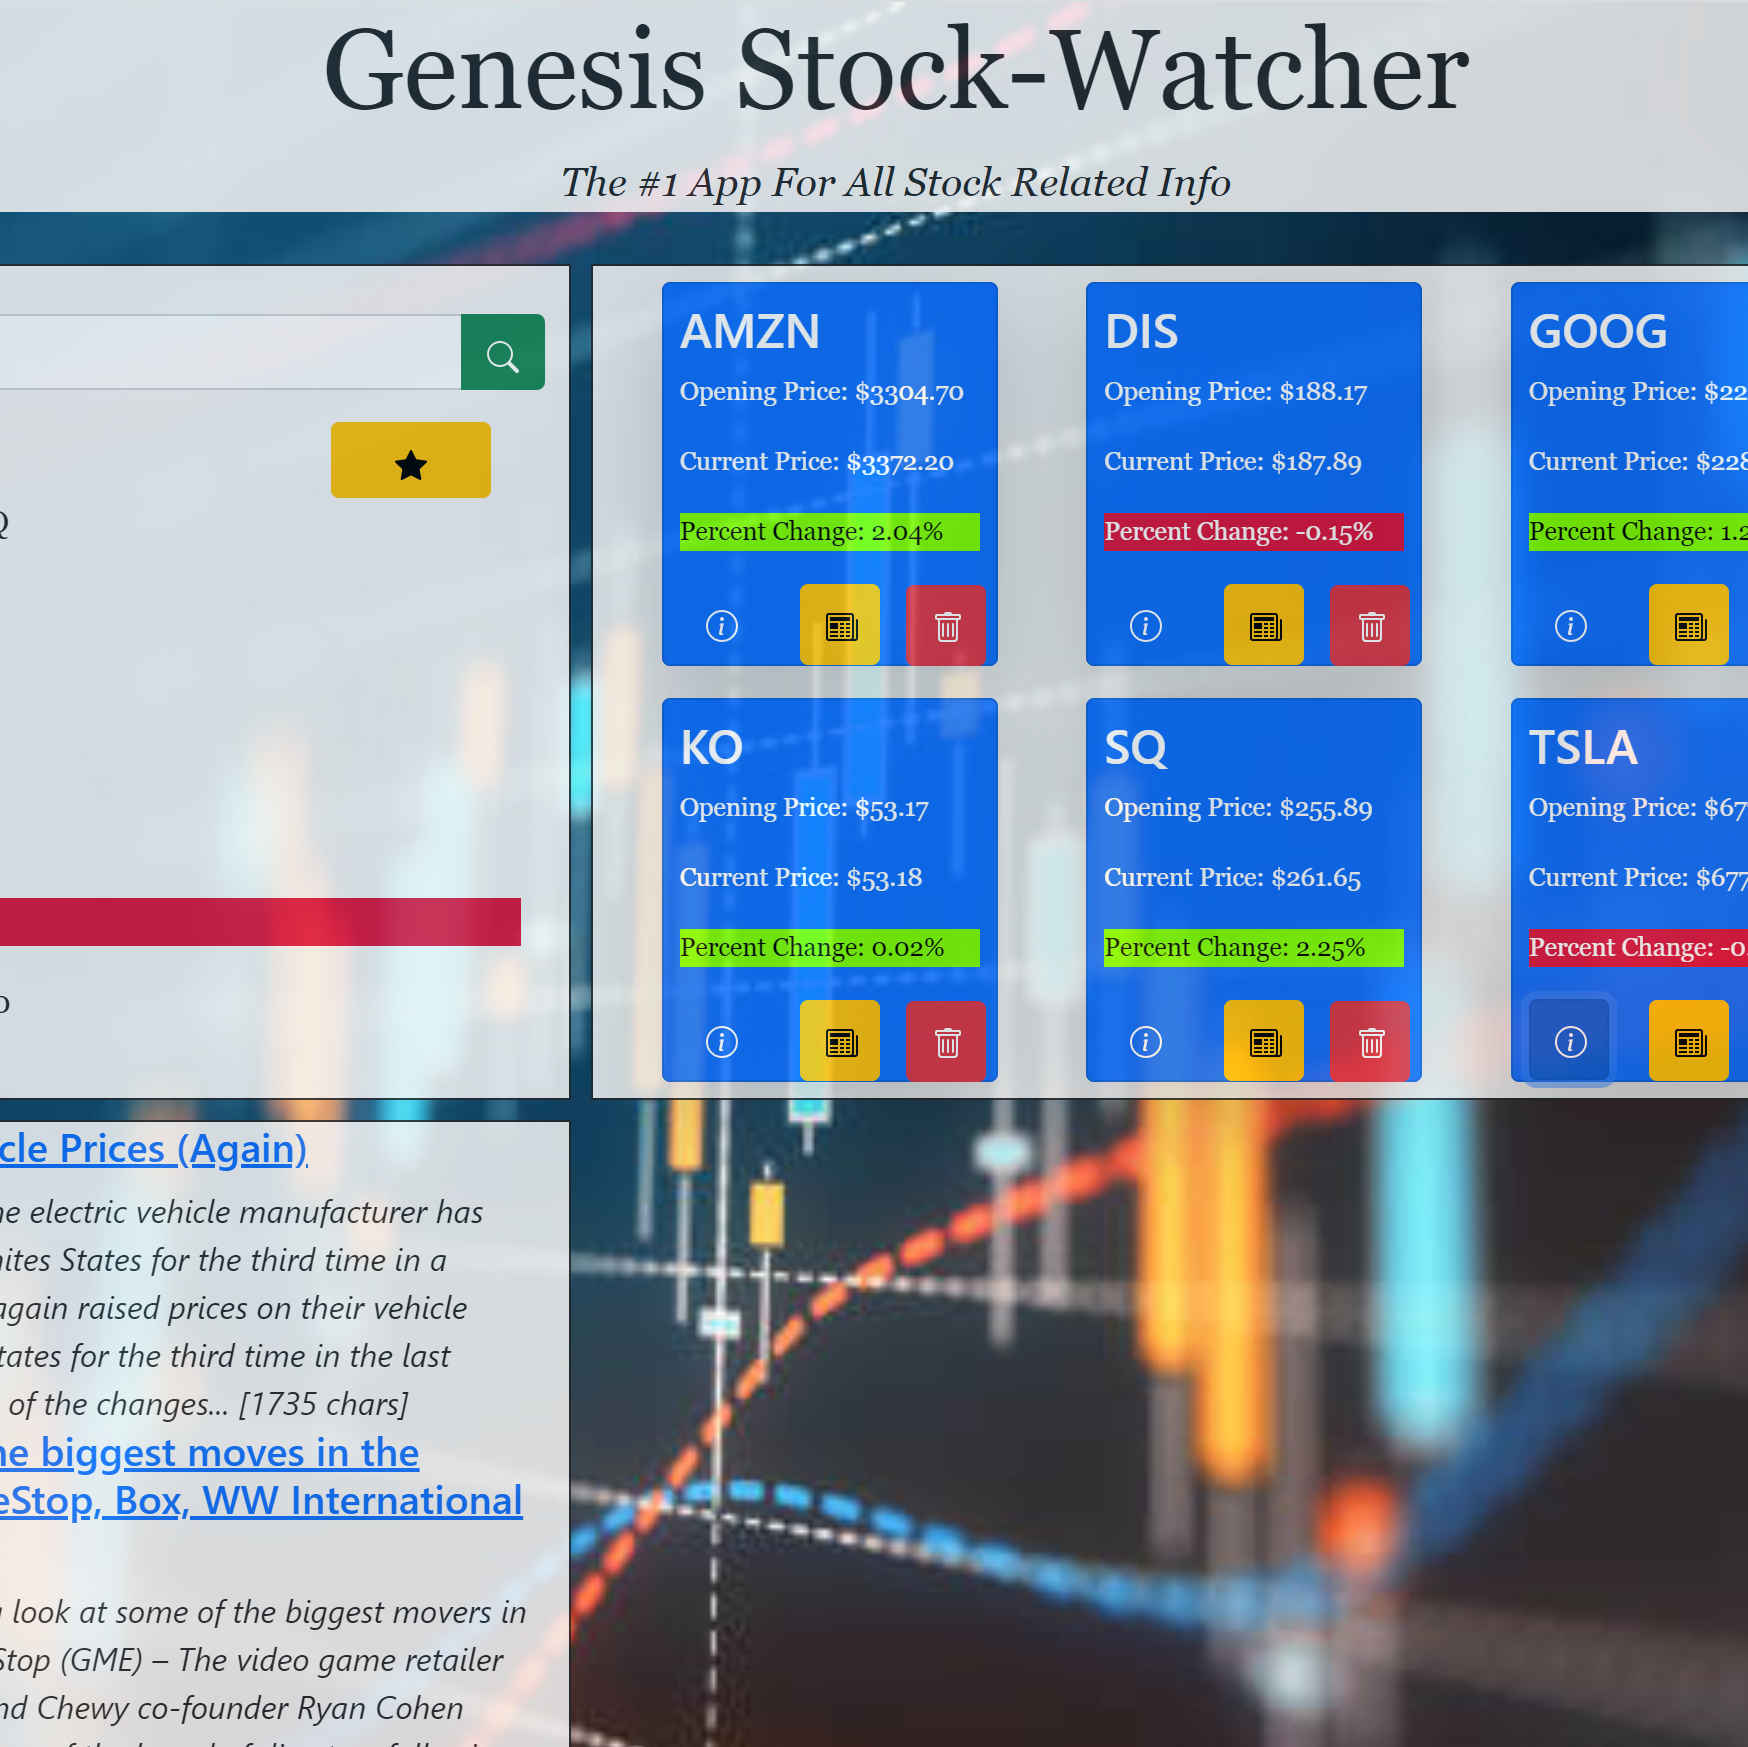 Genesis Stock-Watcher
The #1 App For All Stock Related Info
Q
AMZN
Opening Price: $3304.70
Current Price: $3372.20
Percent Change: 2.04%
DIS
Opening Price: $188.17
Current Price: $187.89
Percent Change: -0.15%
GOOG
Opening Price: $22
Current Price: $228
Percent Change: 1.2
KO
Opening Price: $53.17
Current Price: $53.18
Percent Change: 0.02%
SQ
Opening Price: $255.89
Current Price: $261.65
Percent Change: 2.25%
TSLA
Opening Price: $67
Current Price: $677
Percent Change: -0.
cle Prices (Again)
he electric vehicle manufacturer has
nites States for the third time in a
again raised prices on their vehicle
tates for the third time in the last
of the changes... [1735 chars]
he biggest moves in the
eStop, Box, WW International
look at some of the biggest movers in
Stop (GME) – The video game retailer
nd Chewy co-founder Ryan Cohen